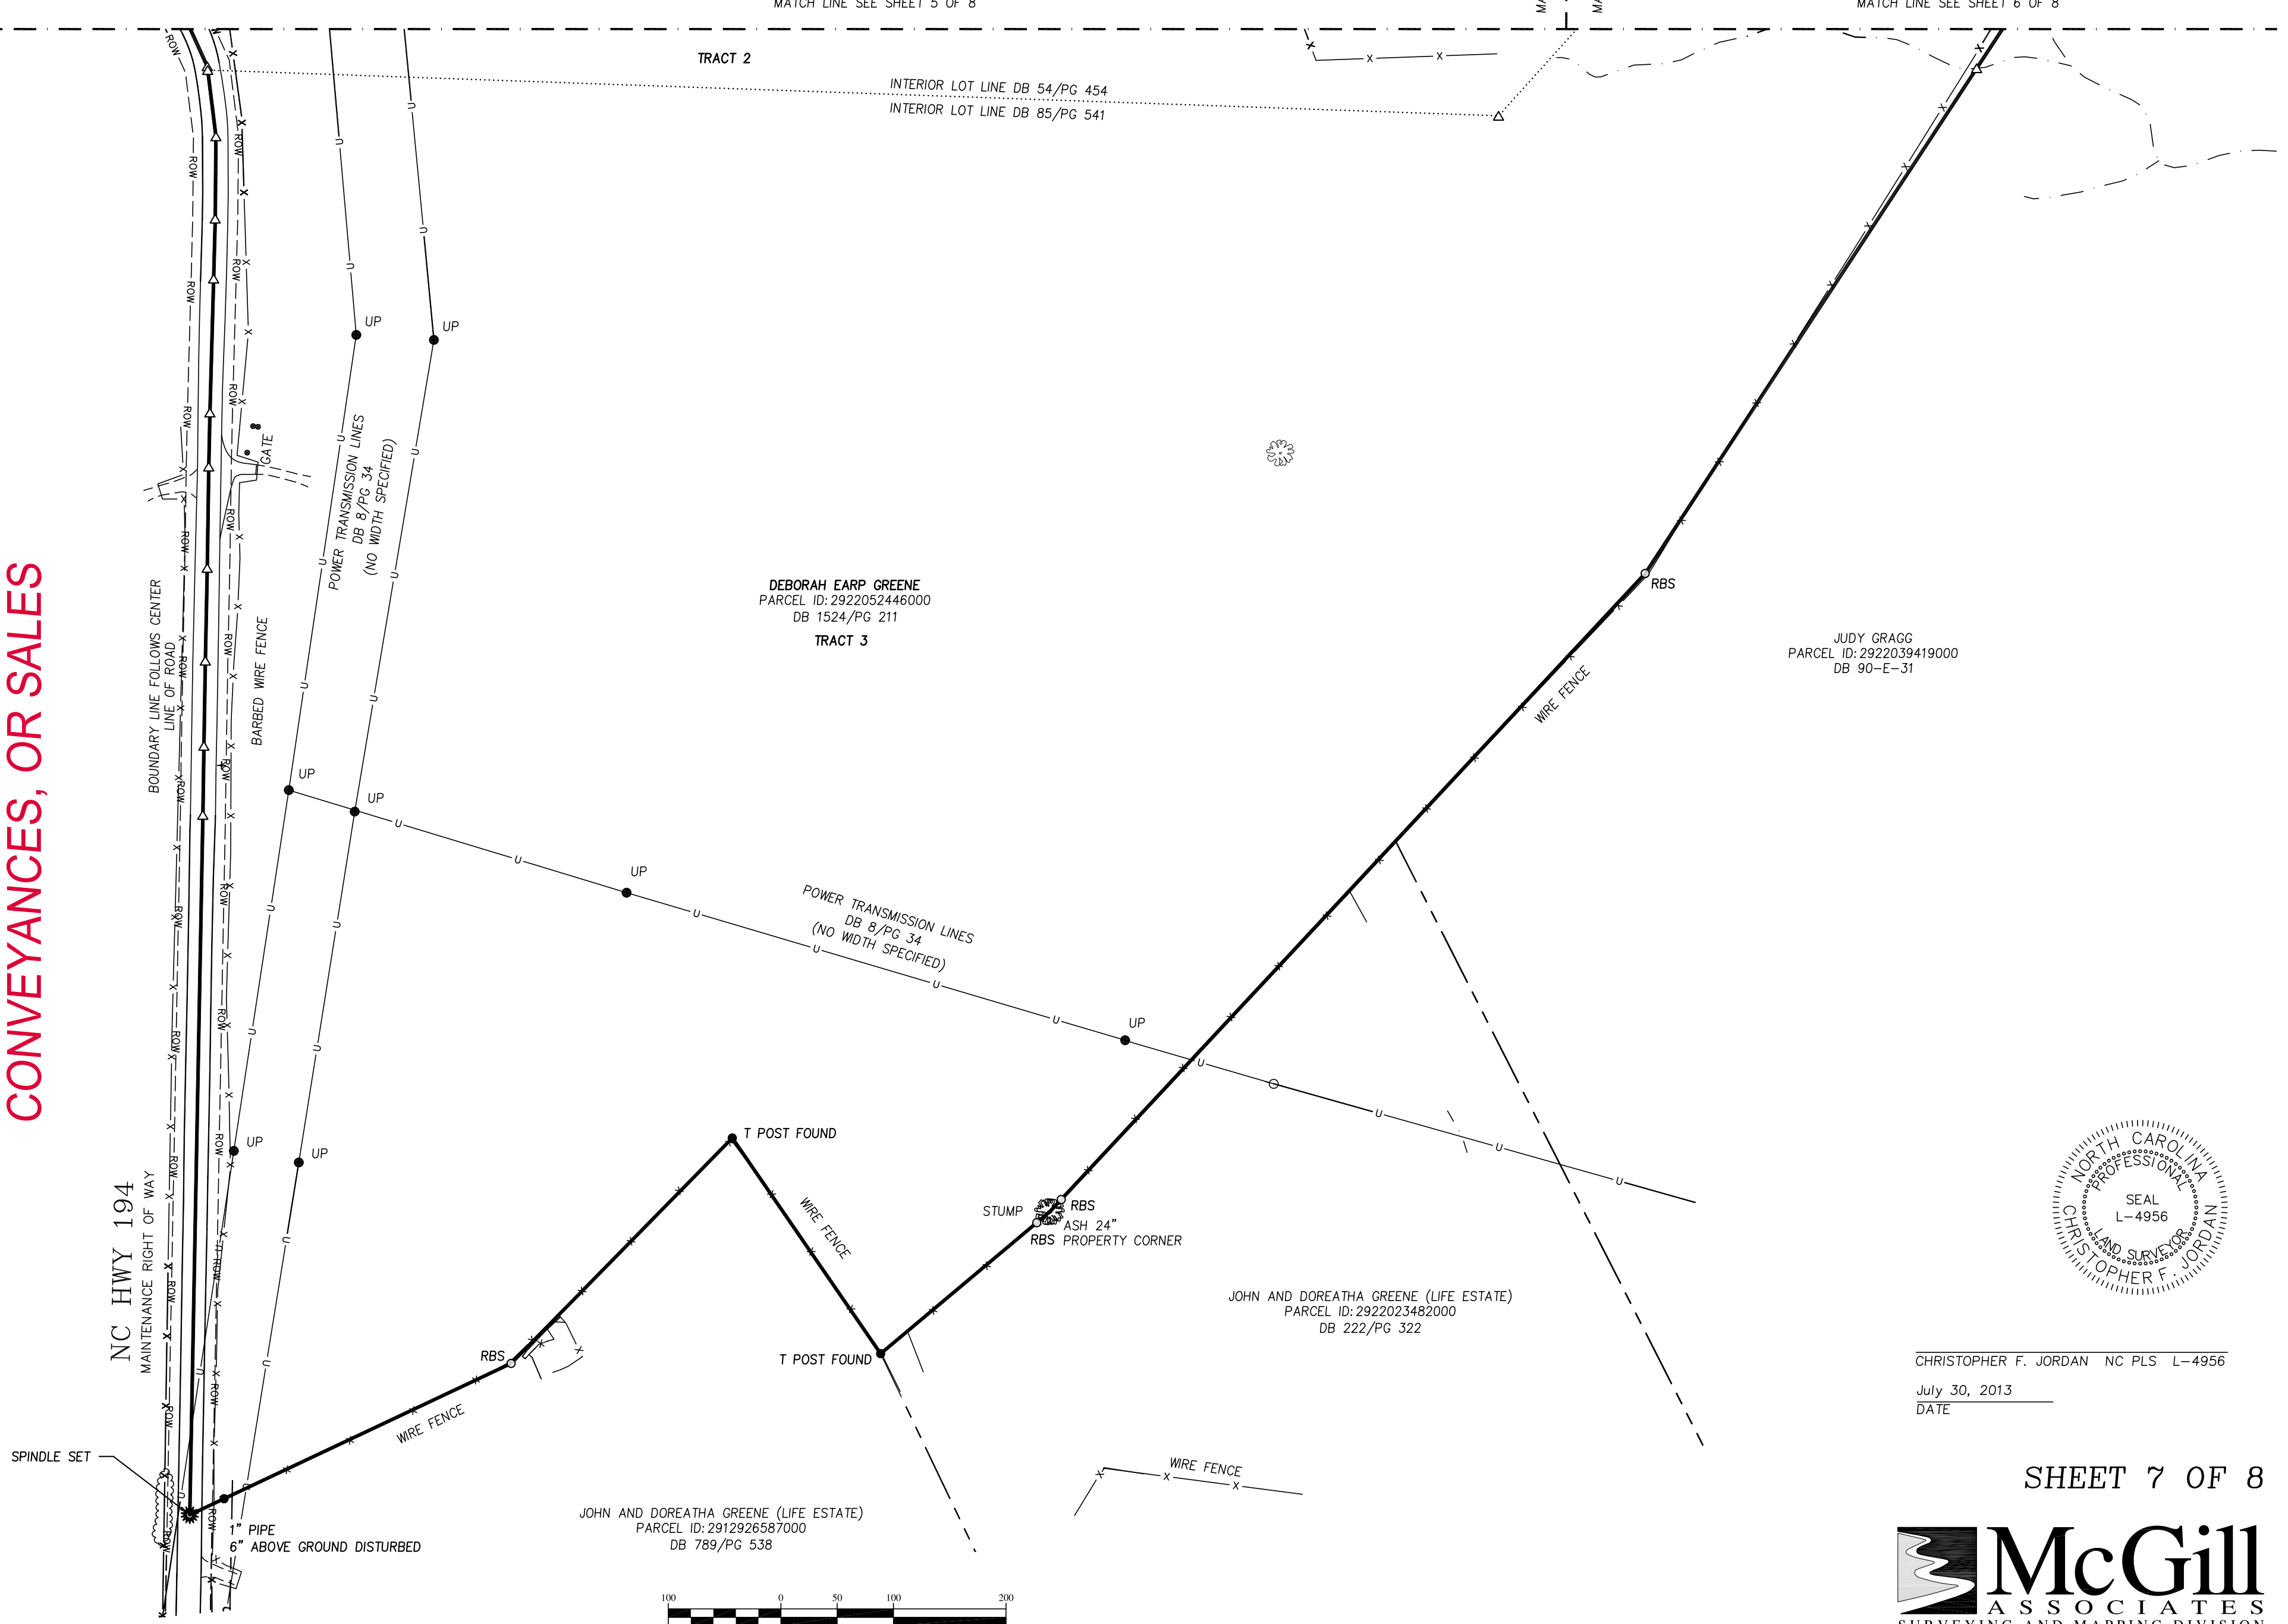 MATCH LINE SEE SHEET 5 OF 8
MATCH LINE SEE SHEET 6 OF 8
TRACT 2
INTERIOR LOT LINE DB 54/PG 454
INTERIOR LOT LINE DB 85/PG 541
UP
UP
GATE
POWER TRANSMISSION LINES
DB 8/PG 34
(NO WIDTH SPECIFIED)
CONVEYANCES, OR SALES
BOUNDARY LINE FOLLOWS CENTER
LINE OF ROAD
BARBED WIRE FENCE
DEBORAH EARP GREENE
PARCEL ID: 2922052446000
DB 1524/PG 211
TRACT 3
RBS
JUDY GRAGG
PARCEL ID: 2922039419000
DB 90-E-31
WIRE FENCE
UP
UP
UP
POWER TRANSMISSION LINES
DB 8/PG 34
(NO WIDTH SPECIFIED)
UP
UP
UP
T POST FOUND
WIRE FENCE
STUMP
RBS
ASH 24"
RBS PROPERTY CORNER
NC HWY 194
MAINTENANCE RIGHT OF WAY
NORTH CAROLINA
PROFESSIONAL
SEAL
L-4956
LAND SURVEYOR
CHRISTOPHER F. JORDAN
JOHN AND DOREATHA GREENE (LIFE ESTATE)
PARCEL ID: 2922023482000
DB 222/PG 322
RBS
T POST FOUND
CHRISTOPHER F. JORDAN NC PLS L-4956
July 30, 2013
DATE
WIRE FENCE
SPINDLE SET
WIRE FENCE
SHEET 7 OF 8
1" PIPE
6" ABOVE GROUND DISTURBED
JOHN AND DOREATHA GREENE (LIFE ESTATE)
PARCEL ID: 2912926587000
DB 789/PG 538
100 0 50 100 200
McGill
ASSOCIATES
SURVEYING AND MAPPING DIVISION